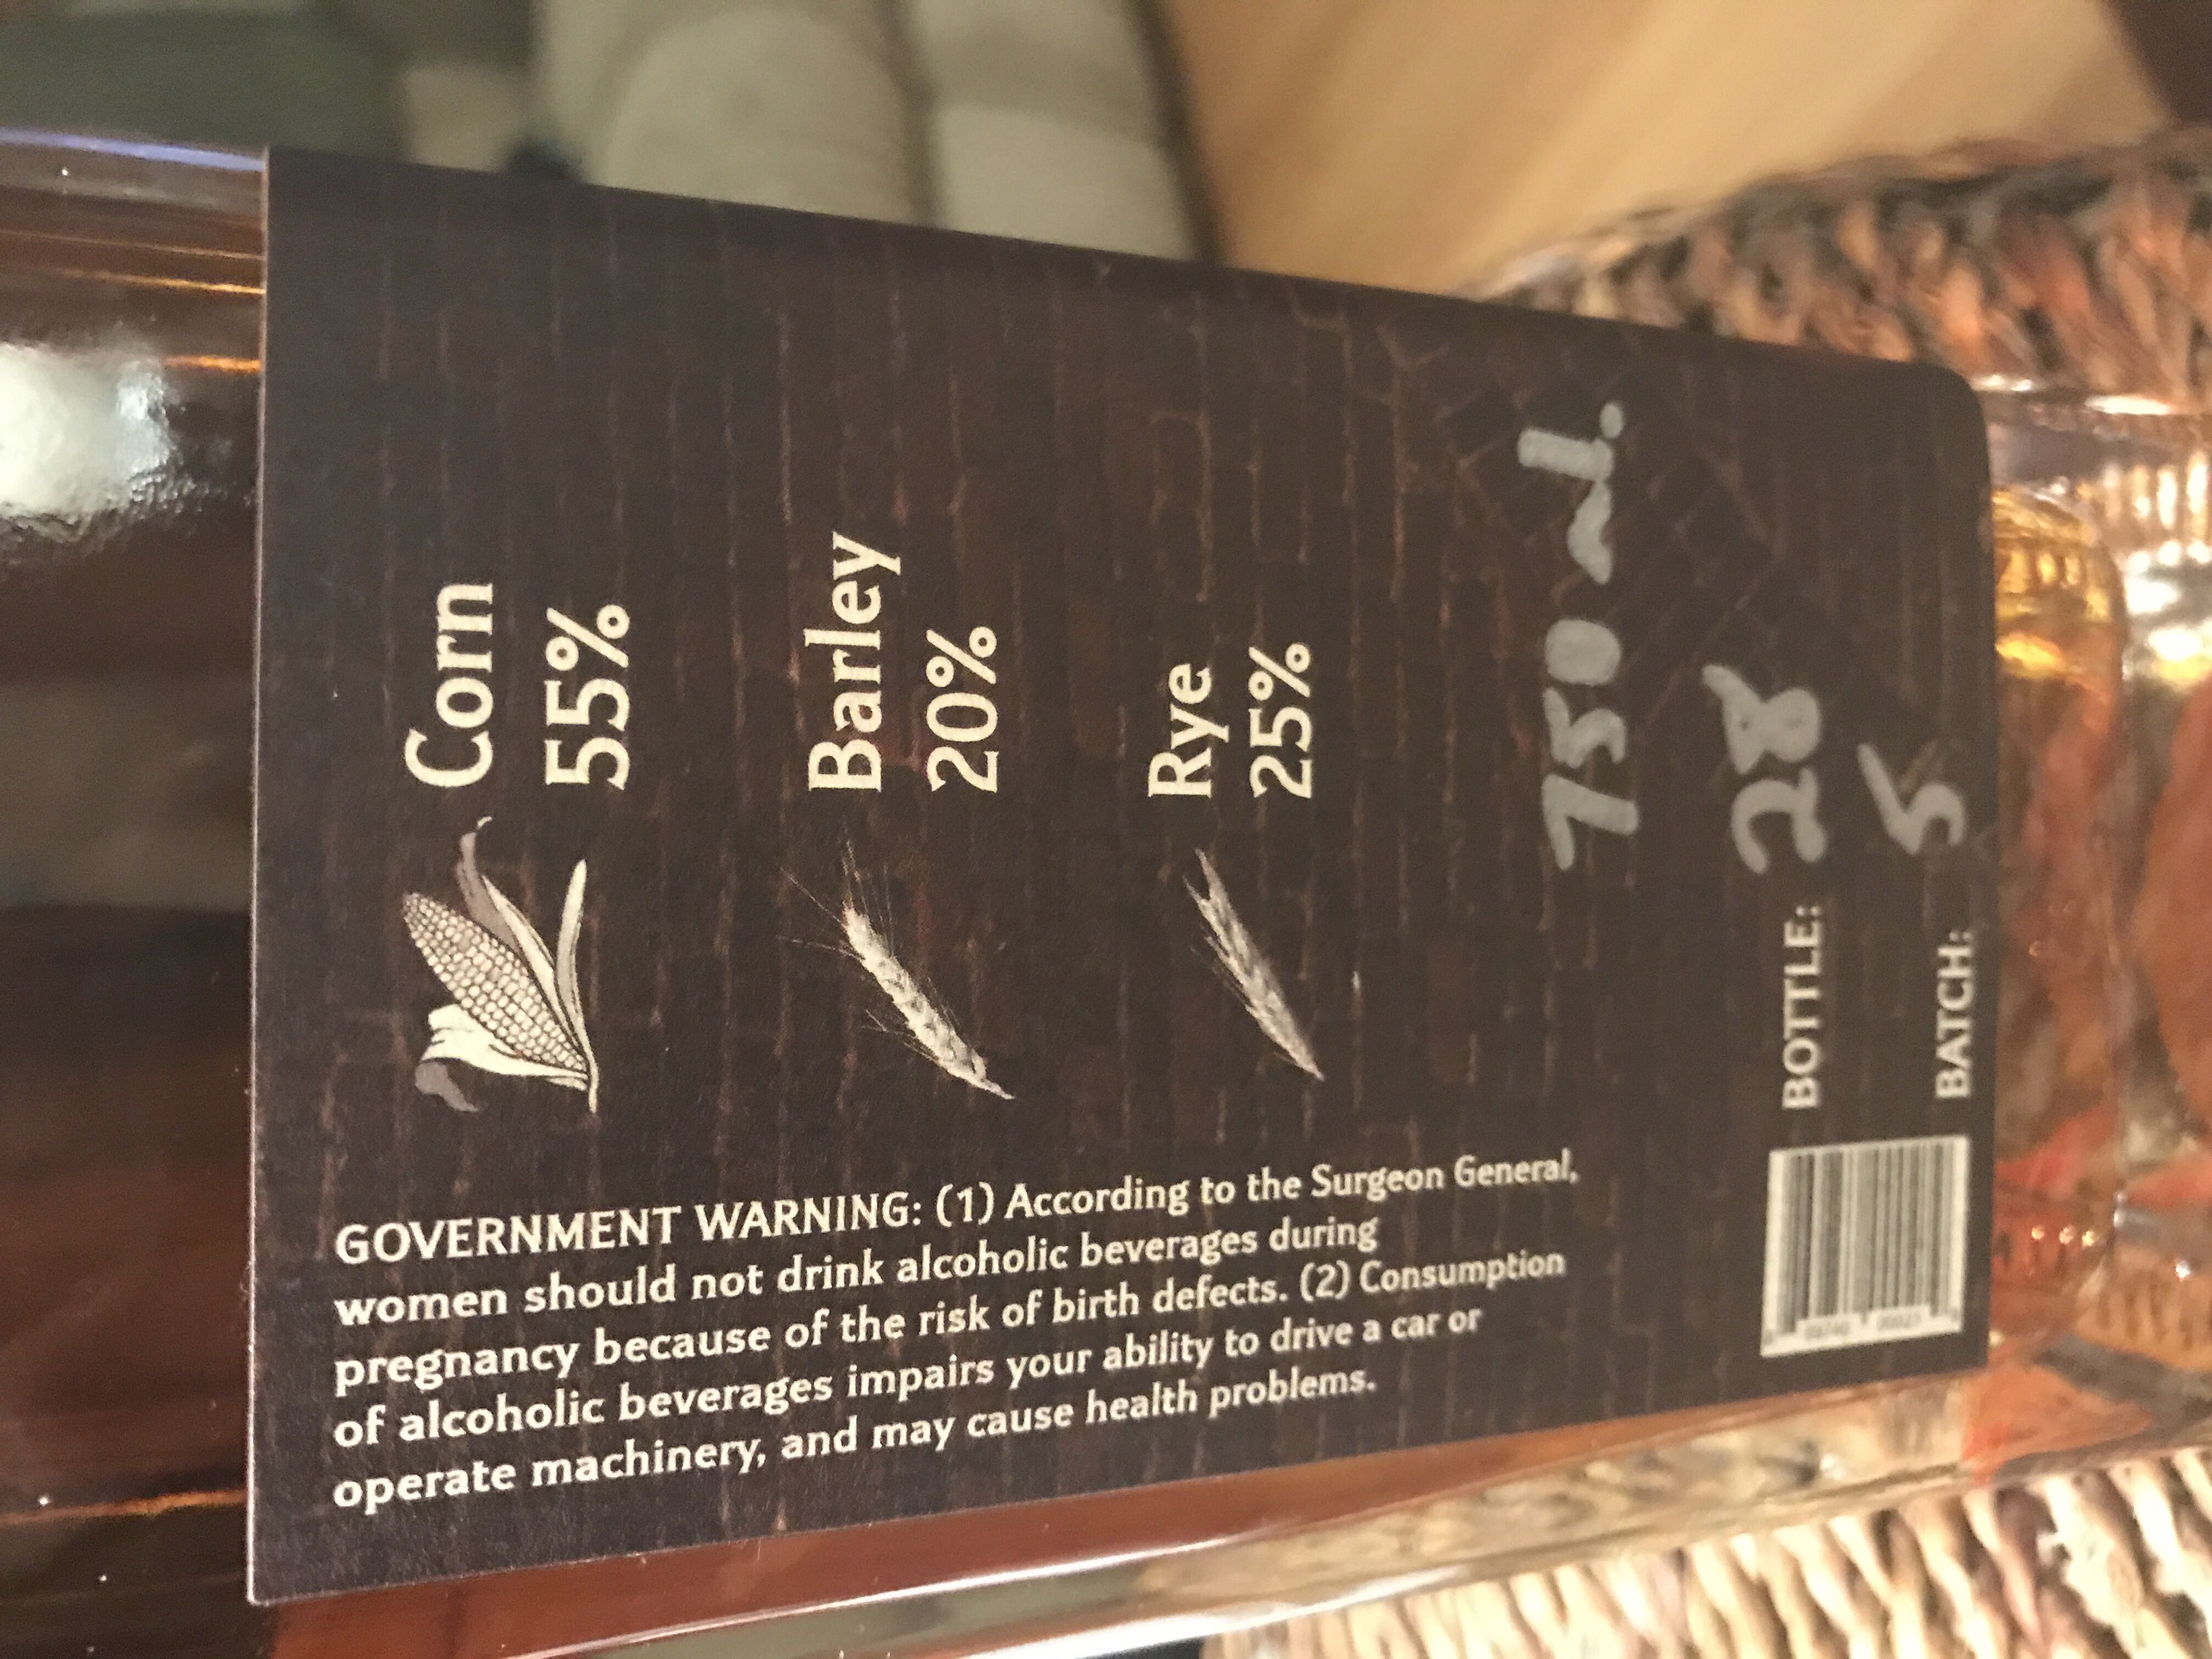 Corn
55%
Barley
20%
Rye
25%
750 mL.
BOTTLE: 28
BATCH: 5
GOVERNMENT WARNING: (1) According to the Surgeon General,
women should not drink alcoholic beverages during
pregnancy because of the risk of birth defects. (2) Consumption
of alcoholic beverages impairs your ability to drive a car or
operate machinery, and may cause health problems.